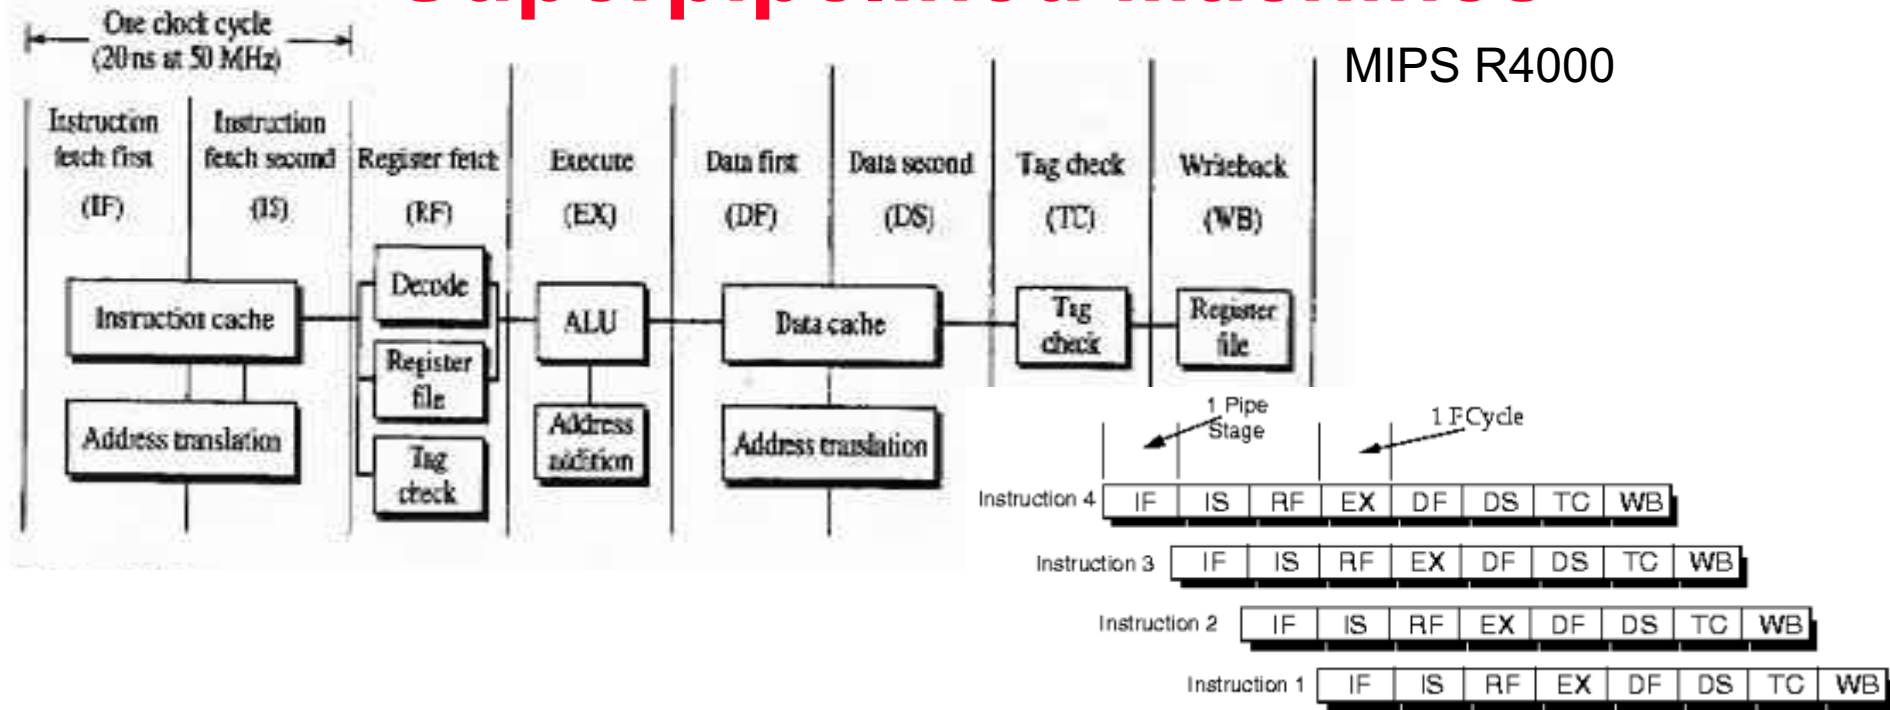 Superpipelined Machines
MIPS R4000
One clock cycle
(20 ns at 50 MHz)
Instruction
fetch first
(IF)
Instruction
fetch second
(IS)
Register fetch
(RF)
Execute
(EX)
Data first
(DF)
Data second
(DS)
Tag check
(TC)
Writeback
(WB)
Instruction cache
Address translation
Decode
Register
file
Tag
check
ALU
Address
addition
Data cache
Address translation
Tag
check
Register
file
1 Pipe
Stage
1 PCycle
Instruction 4 IF IS RF EX DF DS TC WB
Instruction 3 IF IS RF EX DF DS TC WB
Instruction 2 IF IS RF EX DF DS TC WB
Instruction 1 IF IS RF EX DF DS TC WB